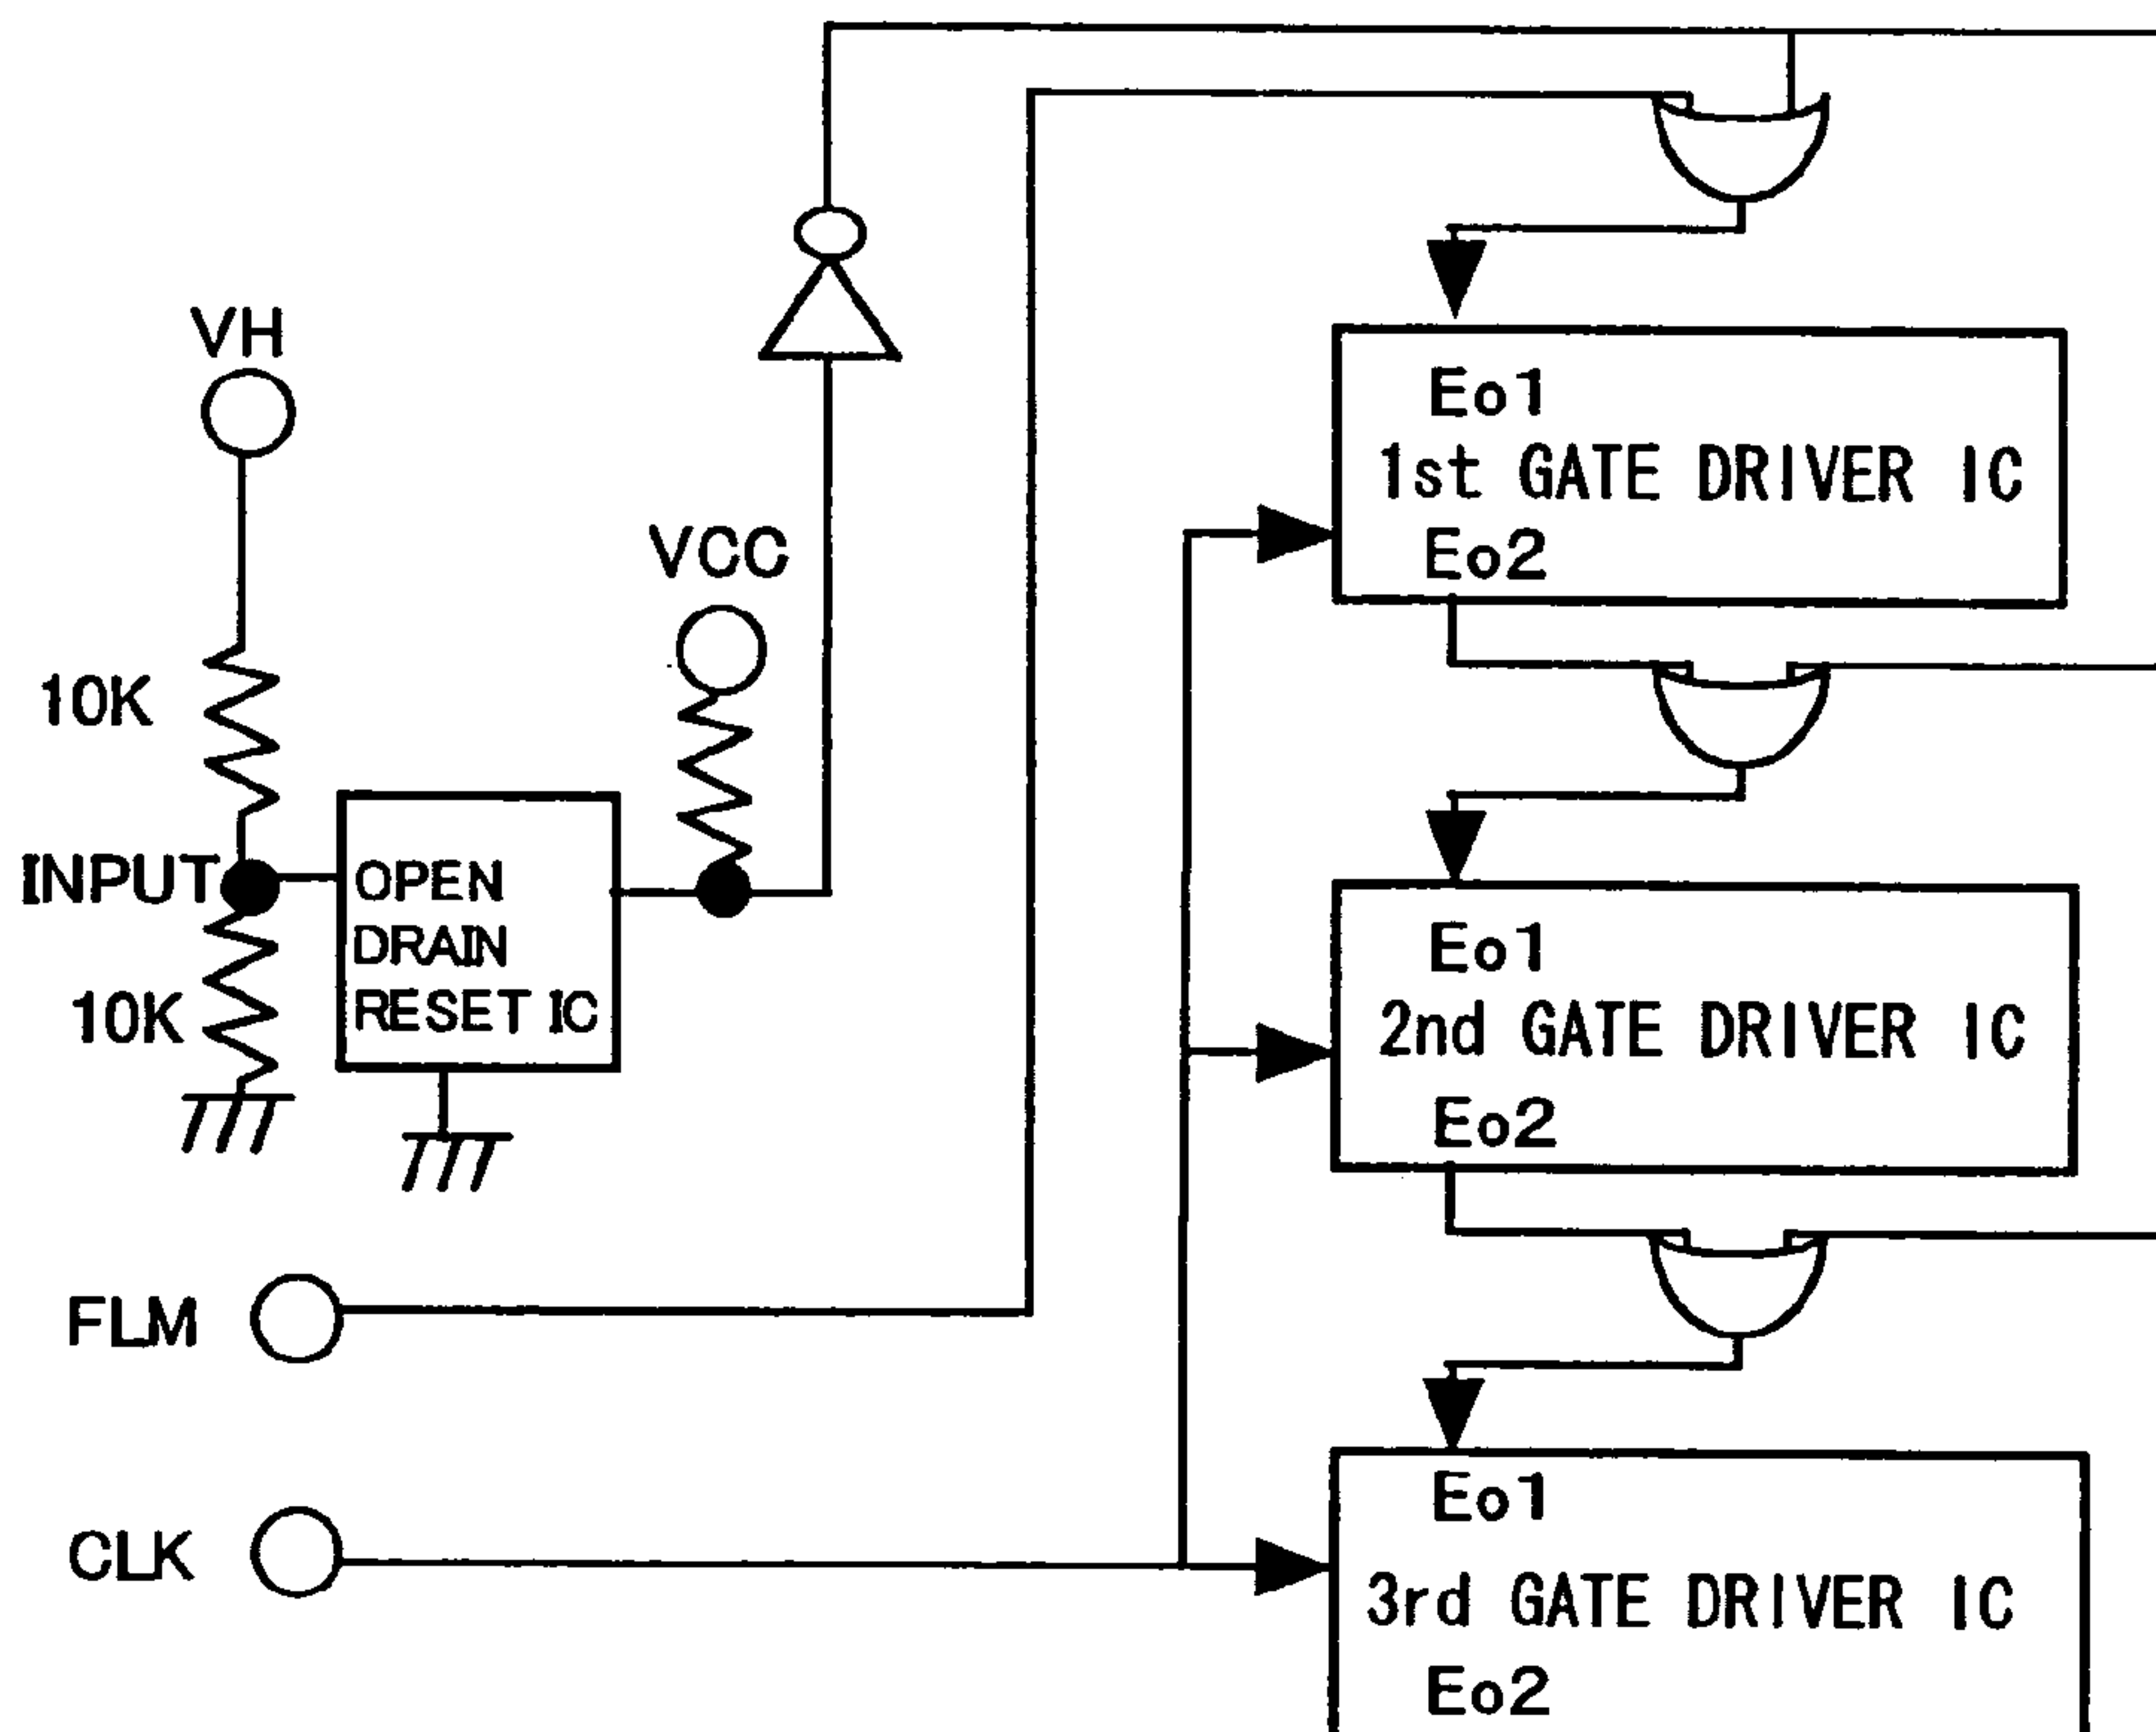 VH
Eo1
1st GATE DRIVER IC
Eo2
VCC
10K
INPUT
OPEN
DRAIN
RESET IC
10K
Eo1
2nd GATE DRIVER IC
Eo2
FLM
Eo1
CLK
3rd GATE DRIVER IC
Eo2